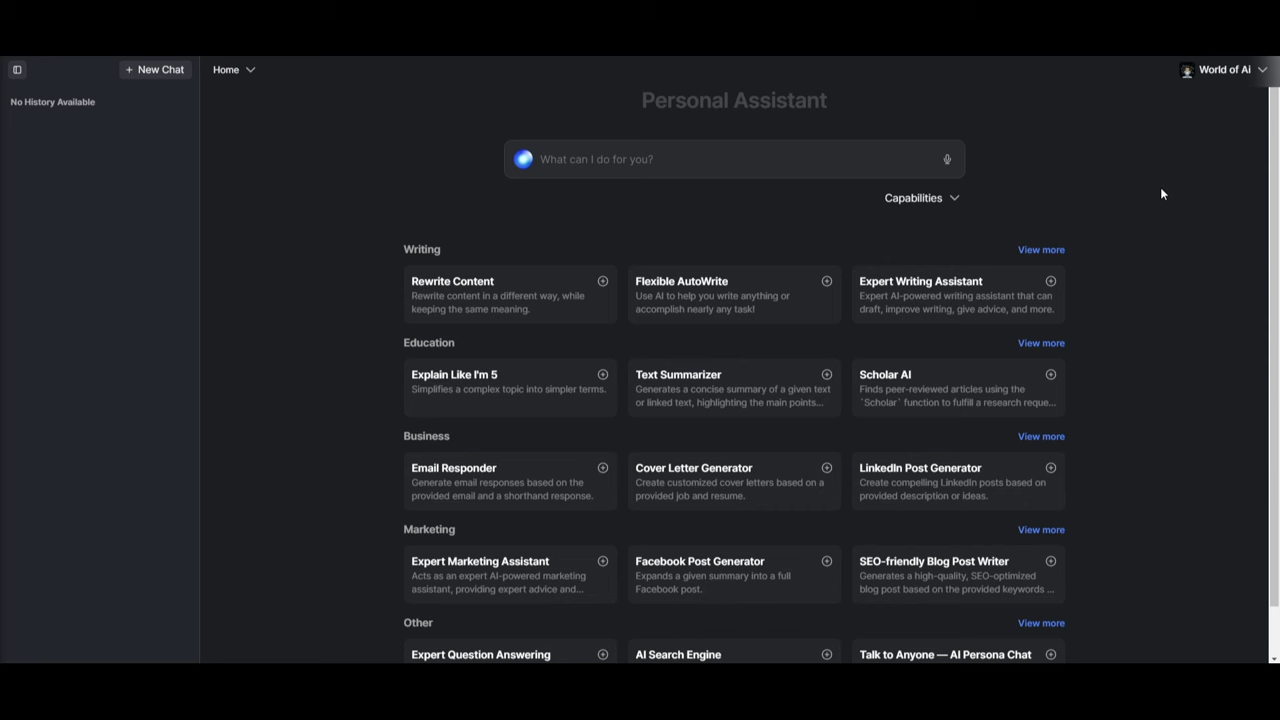 New Chat
Home
World of Ai
No History Available
Personal Assistant
What can I do for you?
Capabilities
Writing
View more
Rewrite Content
Rewrite content in a different way, while
keeping the same meaning.
Flexible AutoWrite
Use AI to help you write anything or
accomplish nearly any task!
Expert Writing Assistant
Expert AI-powered writing assistant that can
draft, improve writing, give advice, and more.
Education
View more
Explain Like I'm 5
Simplifies a complex topic into simpler terms.
Text Summarizer
Generates a concise summary of a given text
or linked text, highlighting the main points...
Scholar AI
Finds peer-reviewed articles using the
`Scholar` function to fulfill a research reque...
Business
View more
Email Responder
Generate email responses based on the
provided email and a shorthand response.
Cover Letter Generator
Create customized cover letters based on a
provided job and resume.
LinkedIn Post Generator
Create compelling LinkedIn posts based on
provided description or ideas.
Marketing
View more
Expert Marketing Assistant
Acts as an expert AI-powered marketing
assistant, providing expert advice and...
Facebook Post Generator
Expands a given summary into a full
Facebook post.
SEO-friendly Blog Post Writer
Generates a high-quality, SEO-optimized
blog post based on the provided keywords ...
Other
View more
Expert Question Answering
AI Search Engine
Talk to Anyone — AI Persona Chat